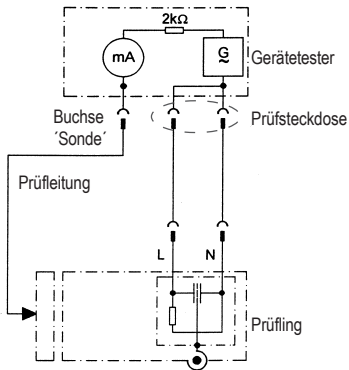 2kΩ
mA
G
~
Gerätetester
Buchse
´Sonde´
Prüfsteckdose
Prüfleitung
L
N
Prüfling